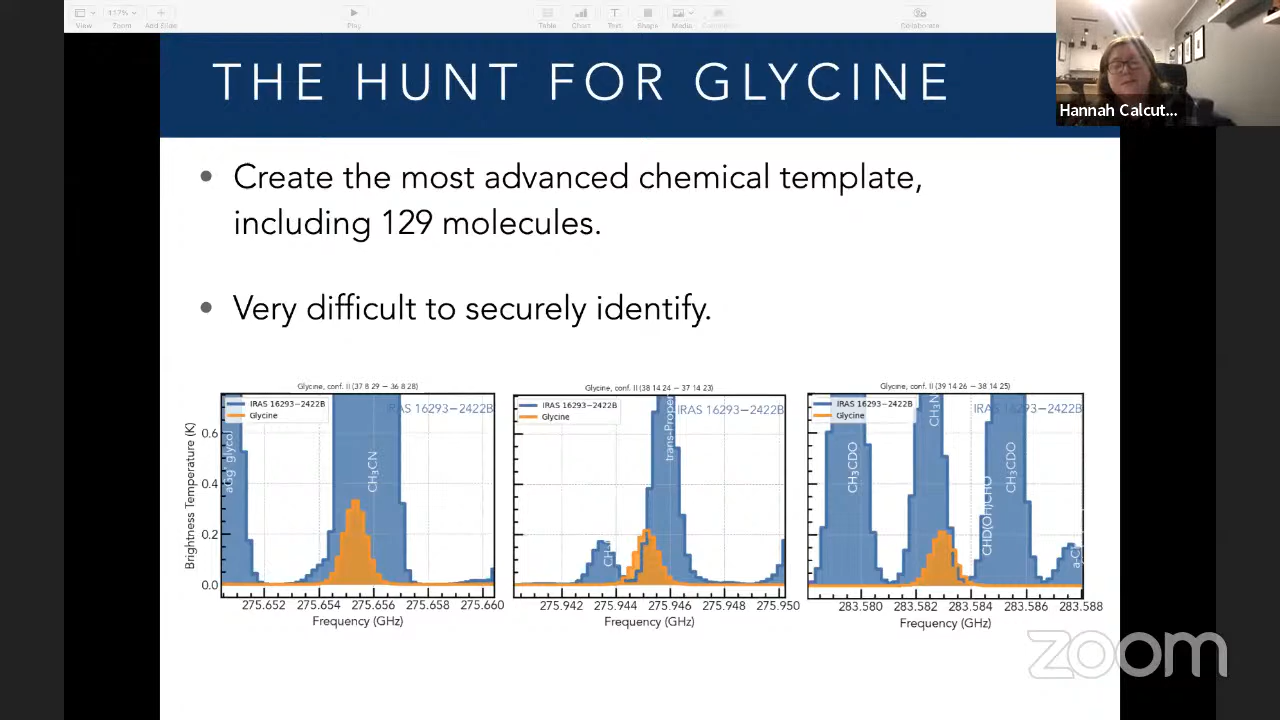 View
117%
Zoom
Add Slide
Play
Table
Chart
Text
Shape
Media
Collaborate
THE HUNT FOR GLYCINE
Hannah Calcut...
• Create the most advanced chemical template,
including 129 molecules.
• Very difficult to securely identify.
Glycine, conf. II (37 8 29 − 36 8 28)
IRAS 16293−2422B
Glycine
IRAS 16293−2422B
aGg' glycol
CH₃CN
Brightness Temperature (K)
0.6
0.4
0.2
0.0
275.652 275.654 275.656 275.658 275.660
Frequency (GHz)
Glycine, conf. II (38 14 24 − 37 14 23)
IRAS 16293−2422B
Glycine
IRAS 16293−2422B
275.942 275.944 275.946 275.948 275.950
Frequency (GHz)
Glycine, conf. II (39 14 26 − 38 14 25)
IRAS 16293−2422B
Glycine
IRAS 16293−2422B
CH₃CDO
CHD(OH)CHO
CH₃CDO
283.580 283.582 283.584 283.586 283.588
Frequency (GHz)
zoom